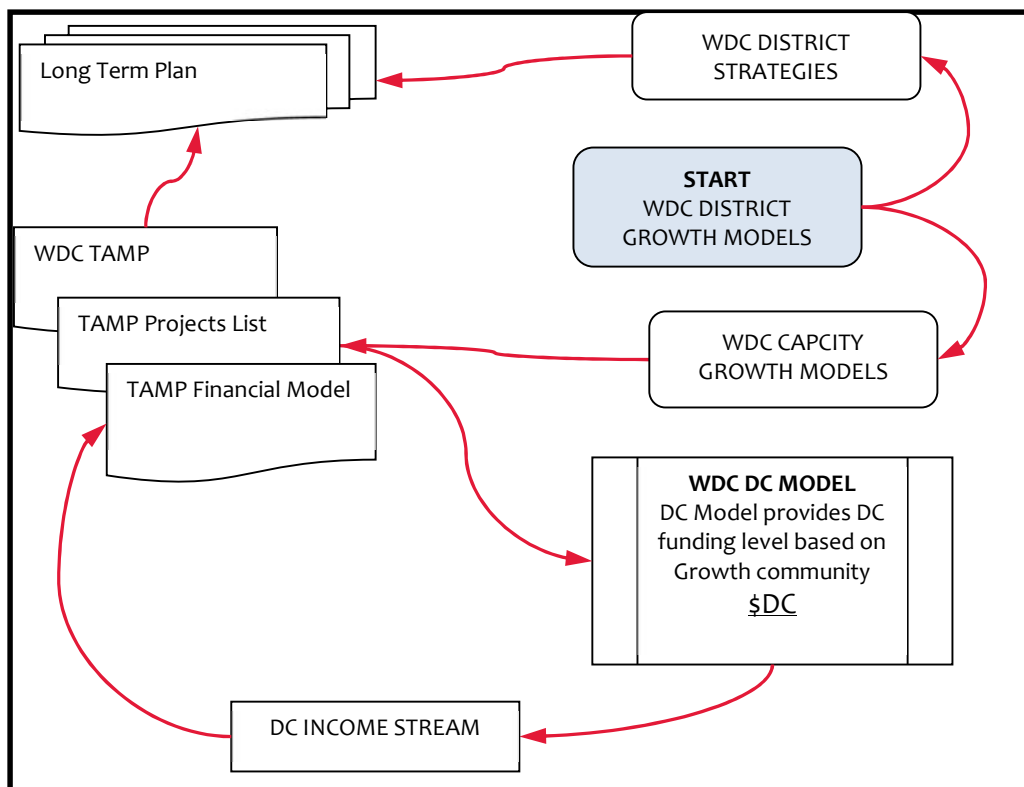 Long Term Plan
WDC DISTRICT
STRATEGIES
START
WDC DISTRICT
GROWTH MODELS
WDC TAMP
TAMP Projects List
TAMP Financial Model
WDC CAPCITY
GROWTH MODELS
WDC DC MODEL
DC Model provides DC
funding level based on
Growth community
$DC
DC INCOME STREAM